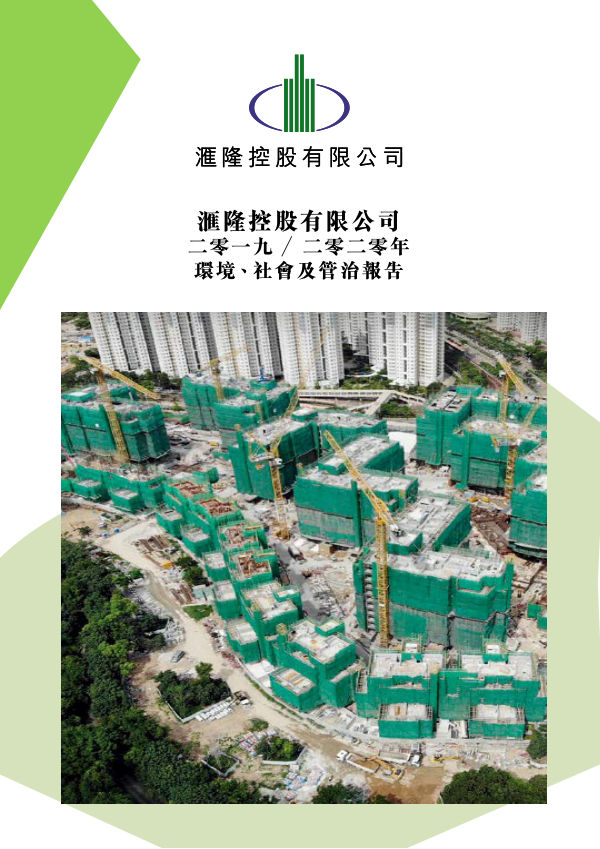 滙隆控股有限公司
滙隆控股有限公司
二零一九 / 二零二零年
環境、社會及管治報告